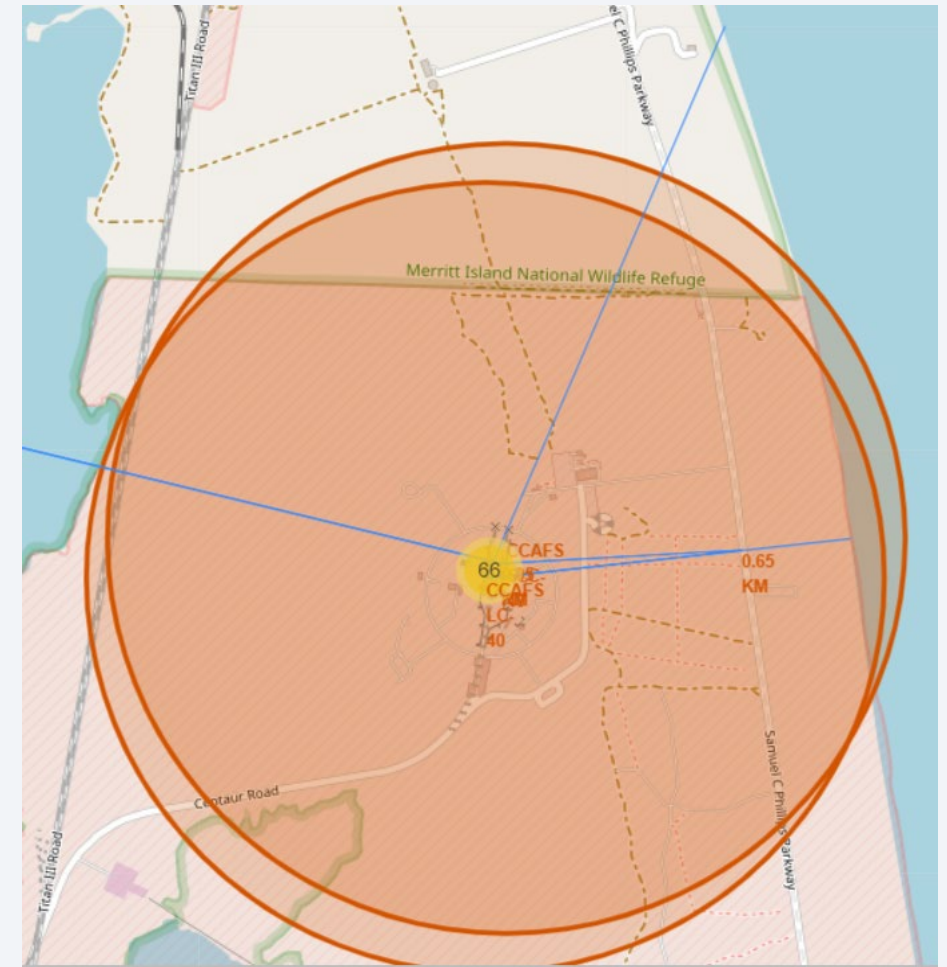 Titan III Road
el C Phillips Parkway
Merritt Island National Wildlife Refuge
CCAFS
66
0.65
KM
CCAFS
LC
40
Samuel C Phillips Parkway
Centaur Road
Titan III Road